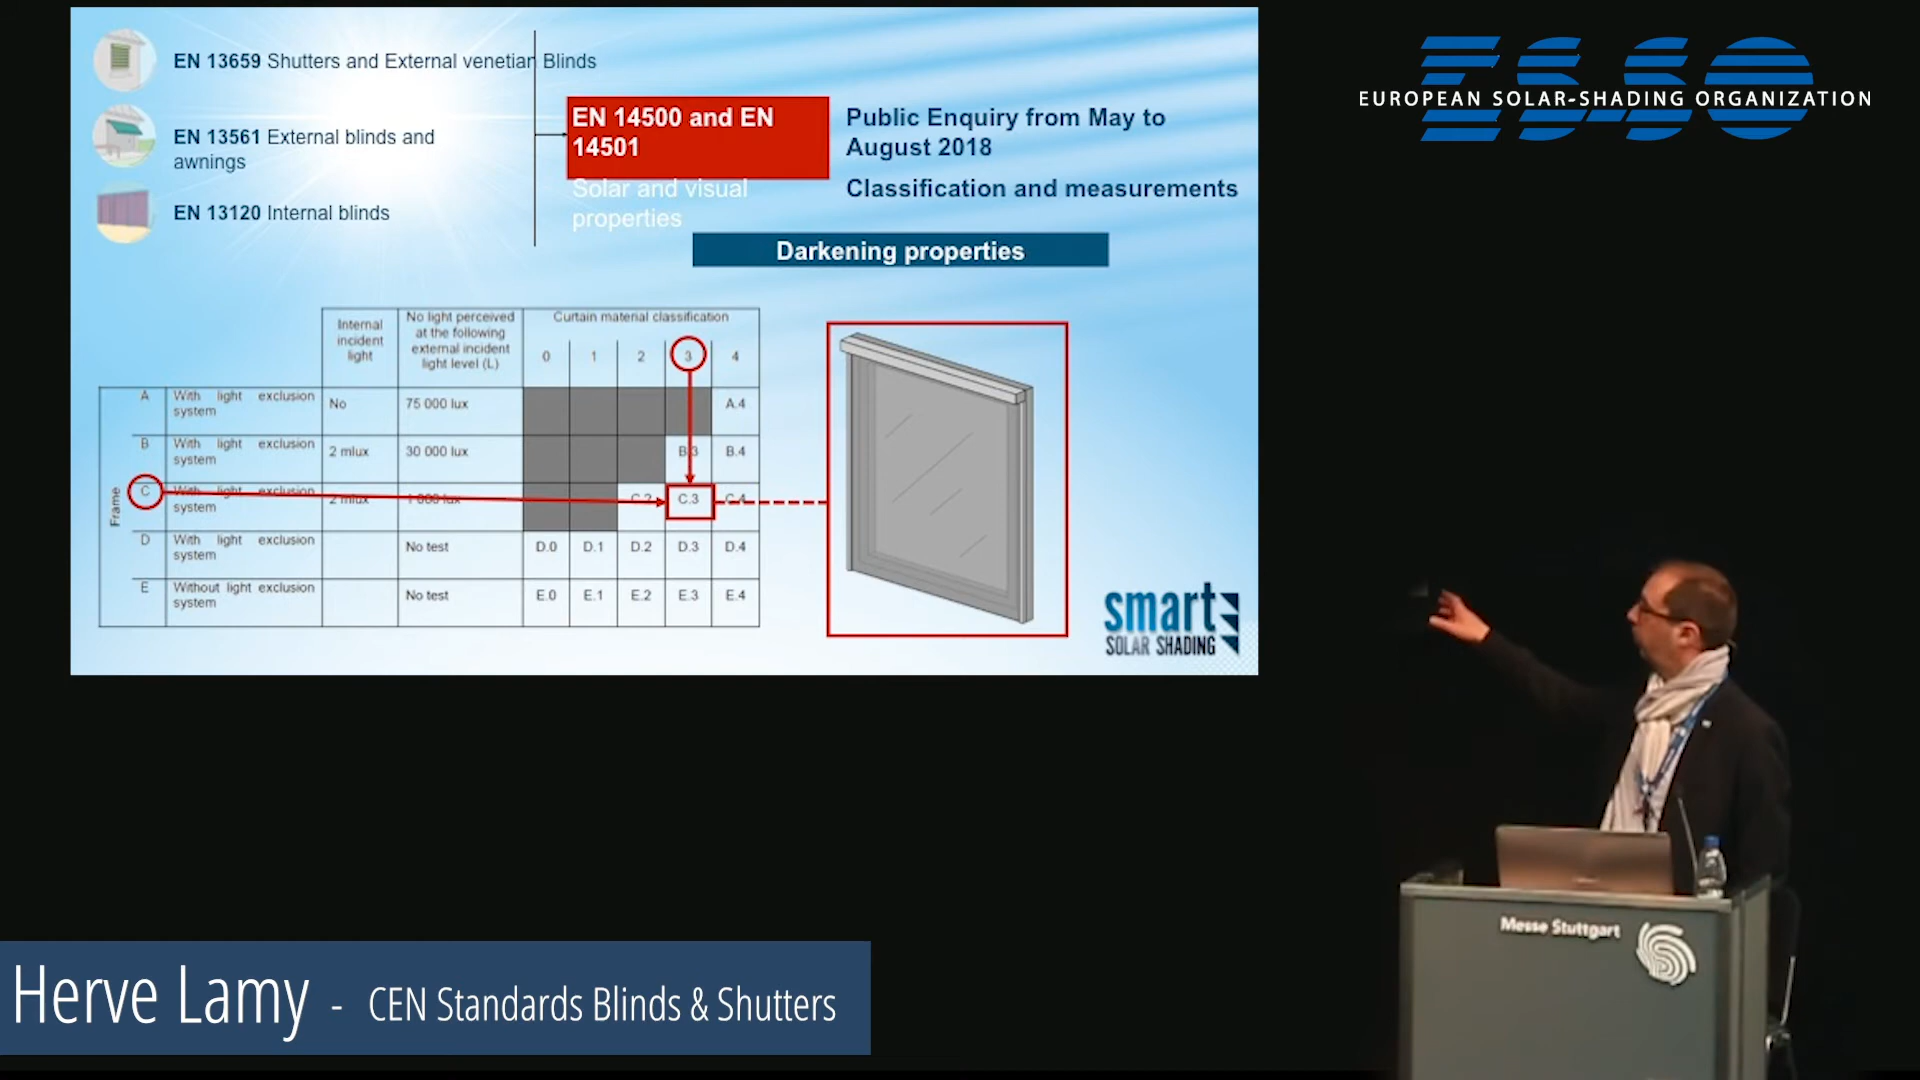 EN 13659 Shutters and External venetian Blinds
EN 13561 External blinds and
awnings
EN 13120 Internal blinds
EN 14500 and EN
14501
Solar and visual
properties
Public Enquiry from May to
August 2018
Classification and measurements
Darkening properties
Internal
incident
light
No light perceived
at the following
external incident
light level (L)
Curtain material classification
0 1 2 3 4
Frame
A With light exclusion
system
No 75 000 lux A.4
B With light exclusion
system
2 mlux 30 000 lux B.3 B.4
C With light exclusion
system
2 mlux 1 000 lux C.2 C.3 C.4
D With light exclusion
system
No test D.0 D.1 D.2 D.3 D.4
E Without light exclusion
system
No test E.0 E.1 E.2 E.3 E.4
smart
SOLAR SHADING
ESSO
EUROPEAN SOLAR-SHADING ORGANIZATION
Messe Stuttgart
Herve Lamy - CEN Standards Blinds & Shutters